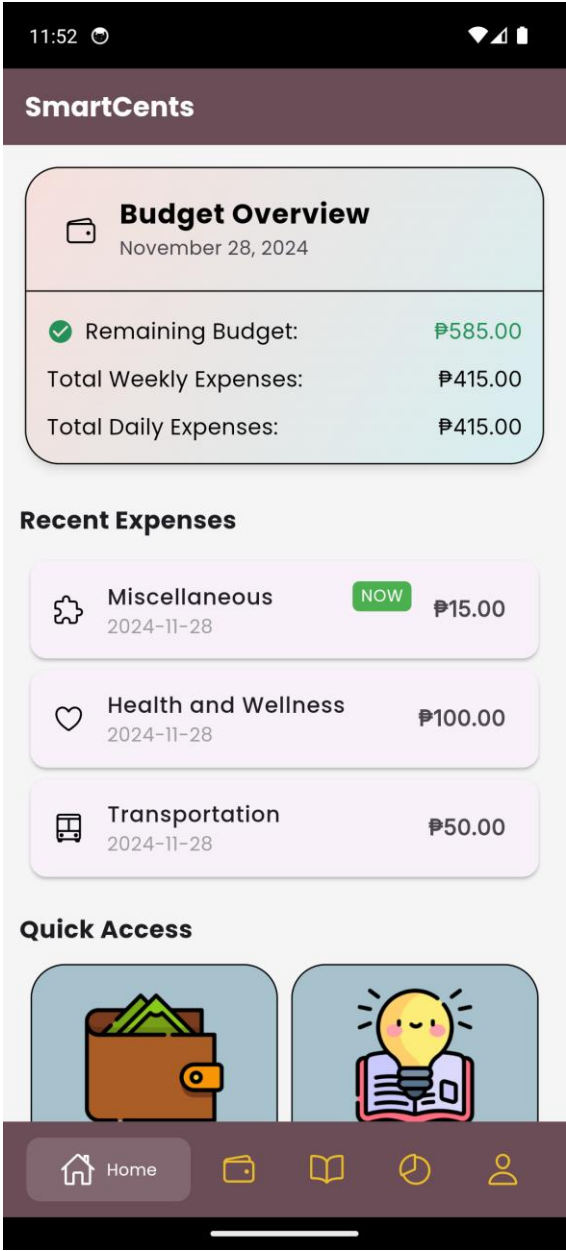 11:52
SmartCents
Budget Overview
November 28, 2024
Remaining Budget: ₱585.00
Total Weekly Expenses: ₱415.00
Total Daily Expenses: ₱415.00
Recent Expenses
Miscellaneous NOW ₱15.00
2024-11-28
Health and Wellness ₱100.00
2024-11-28
Transportation ₱50.00
2024-11-28
Quick Access
Home